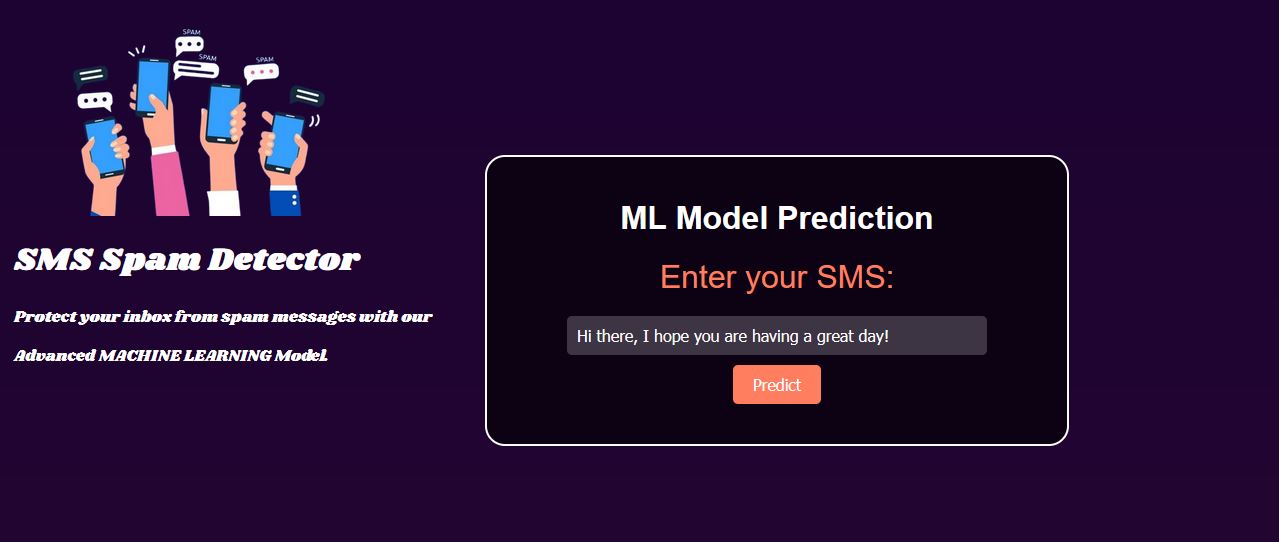 SPAM
SPAM
SPAM
SMS Spam Detector
Protect your inbox from spam messages with our
Advanced MACHINE LEARNING Model.
ML Model Prediction
Enter your SMS:
Hi there, I hope you are having a great day!
Predict